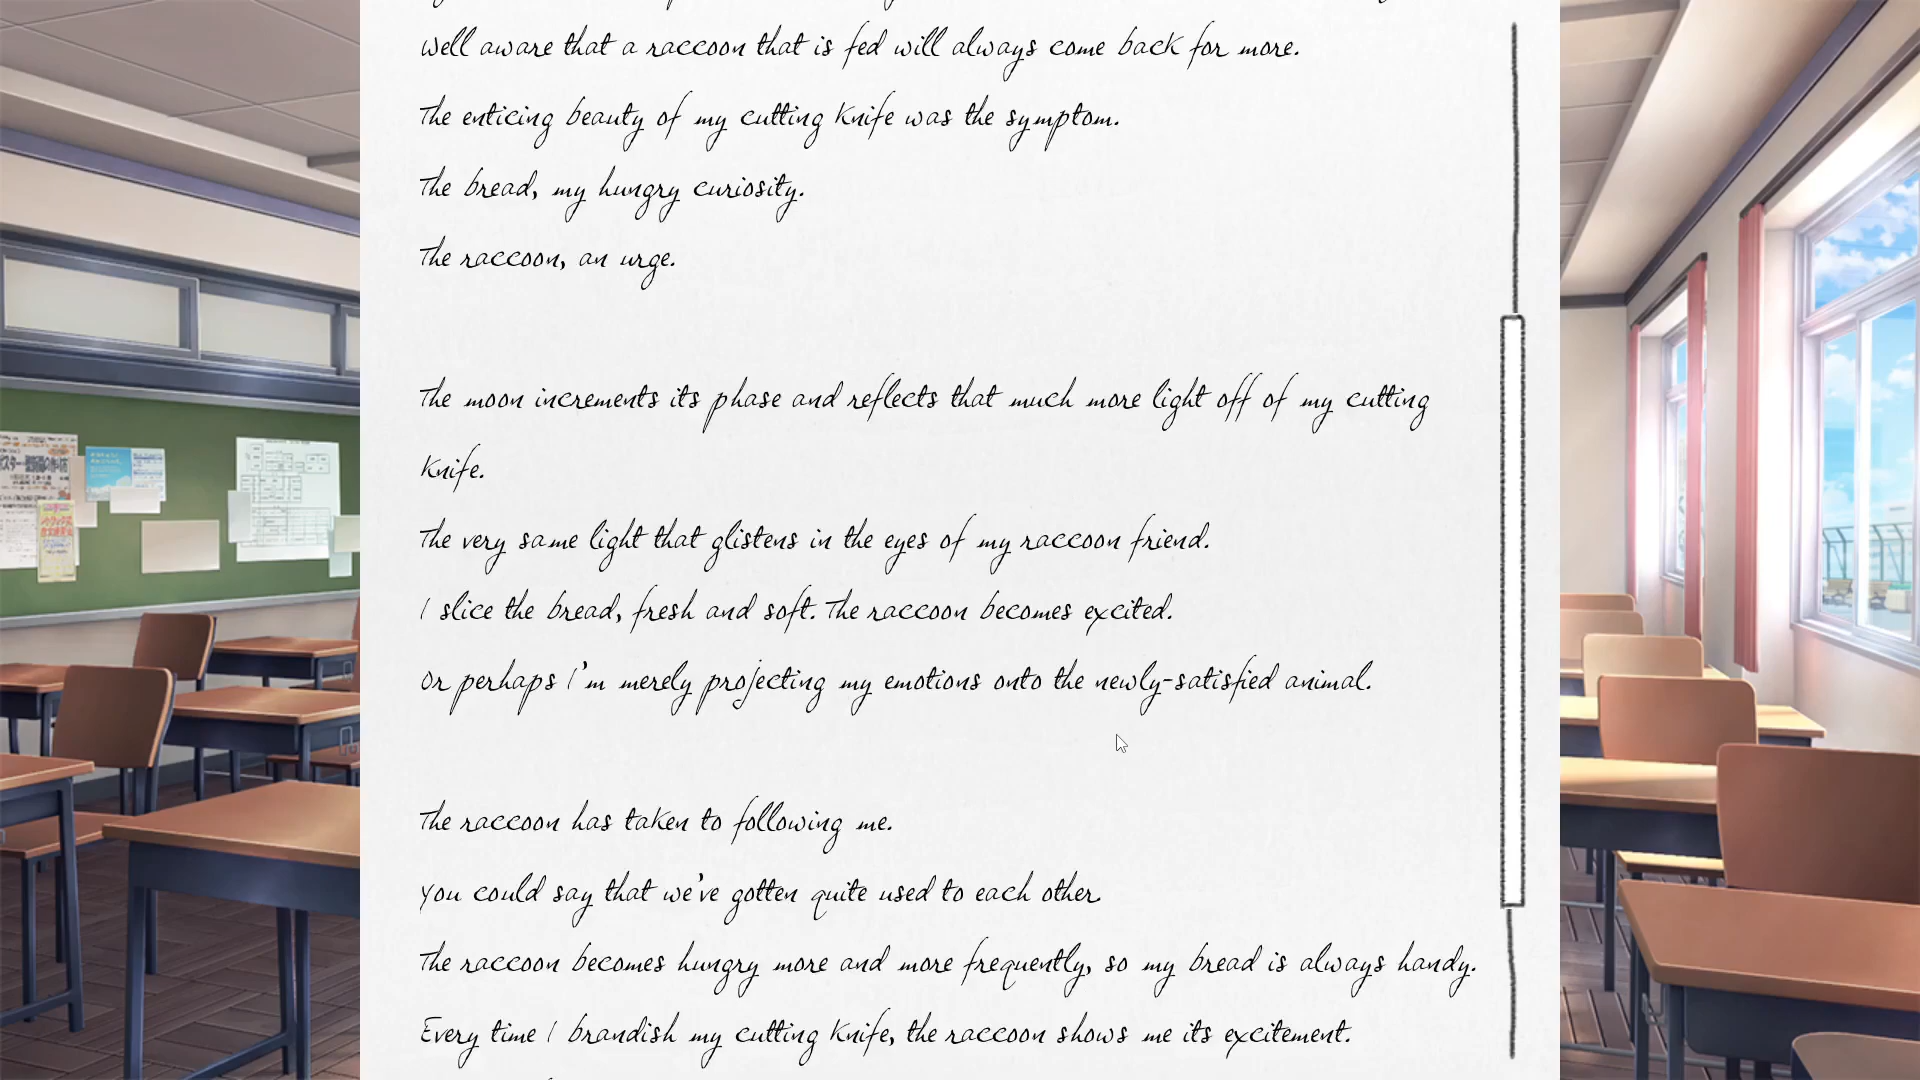 well aware that a raccoon that is fed will always come back for more.
The enticing beauty of my cutting knife was the symptom.
The bread, my hungry curiosity.
The raccoon, an urge.
The moon increments its phase and reflects that much more light off of my cutting
knife.
The very same light that glistens in the eyes of my raccoon friend.
I slice the bread, fresh and soft. The raccoon becomes excited.
Or perhaps I'm merely projecting my emotions onto the newly-satisfied animal.
The raccoon has taken to following me.
You could say that we've gotten quite used to each other.
The raccoon becomes hungry more and more frequently, so my bread is always handy.
Every time I brandish my cutting knife, the raccoon shows me its excitement.